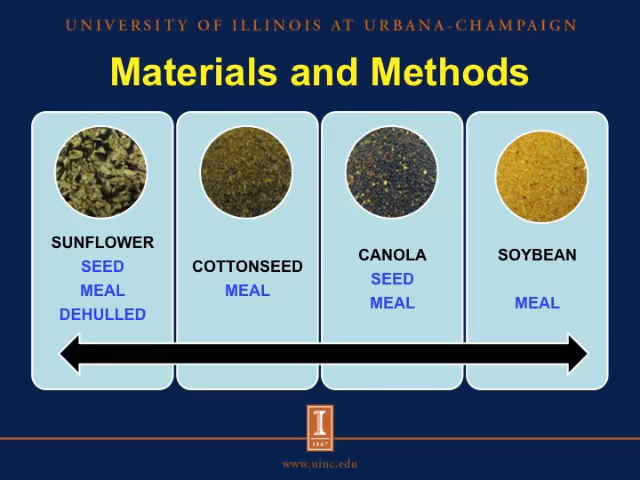 UNIVERSITY OF ILLINOIS AT URBANA-CHAMPAIGN
Materials and Methods
SUNFLOWER
SEED
MEAL
DEHULLED
COTTONSEED
MEAL
CANOLA
SEED
MEAL
SOYBEAN
MEAL
I
1867
www.uiuc.edu